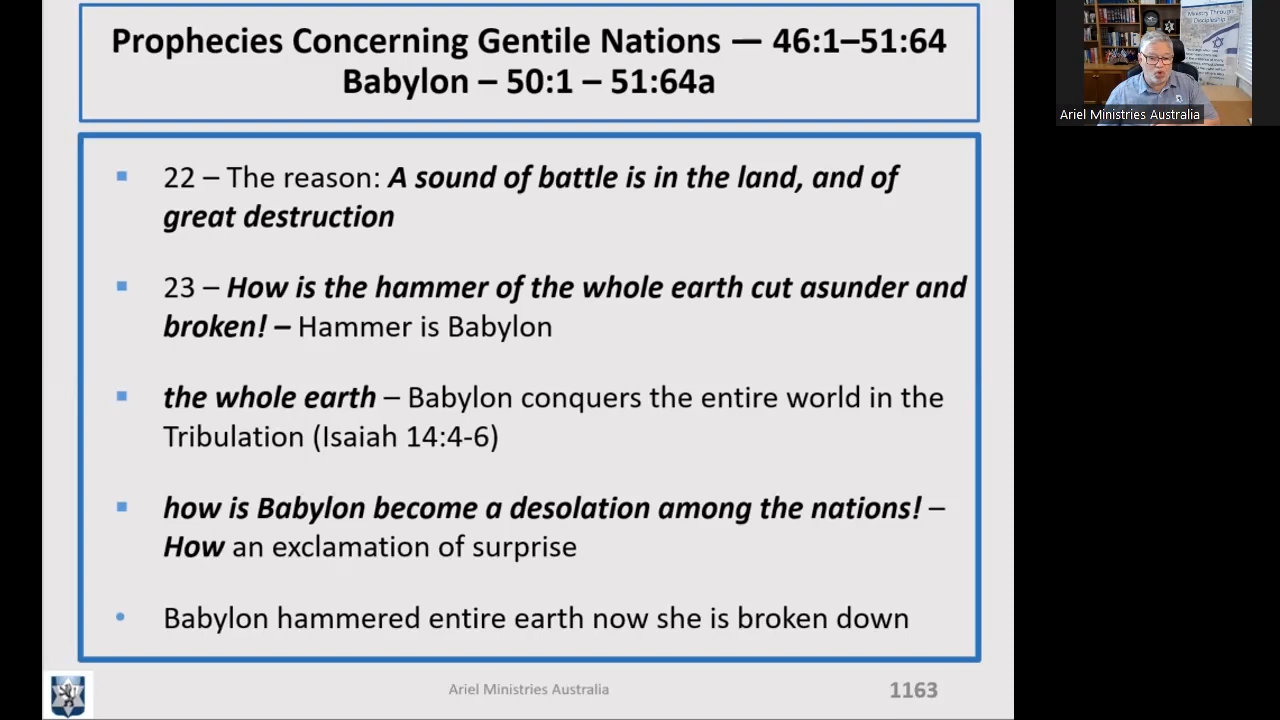 Prophecies Concerning Gentile Nations — 46:1–51:64
Babylon – 50:1 – 51:64a
22 – The reason: A sound of battle is in the land, and of
great destruction
23 – How is the hammer of the whole earth cut asunder and
broken! – Hammer is Babylon
the whole earth – Babylon conquers the entire world in the
Tribulation (Isaiah 14:4-6)
how is Babylon become a desolation among the nations! –
How an exclamation of surprise
Babylon hammered entire earth now she is broken down
Ariel Ministries Australia
1163
Ministry Through
Discipleship
Ariel Ministries Australia